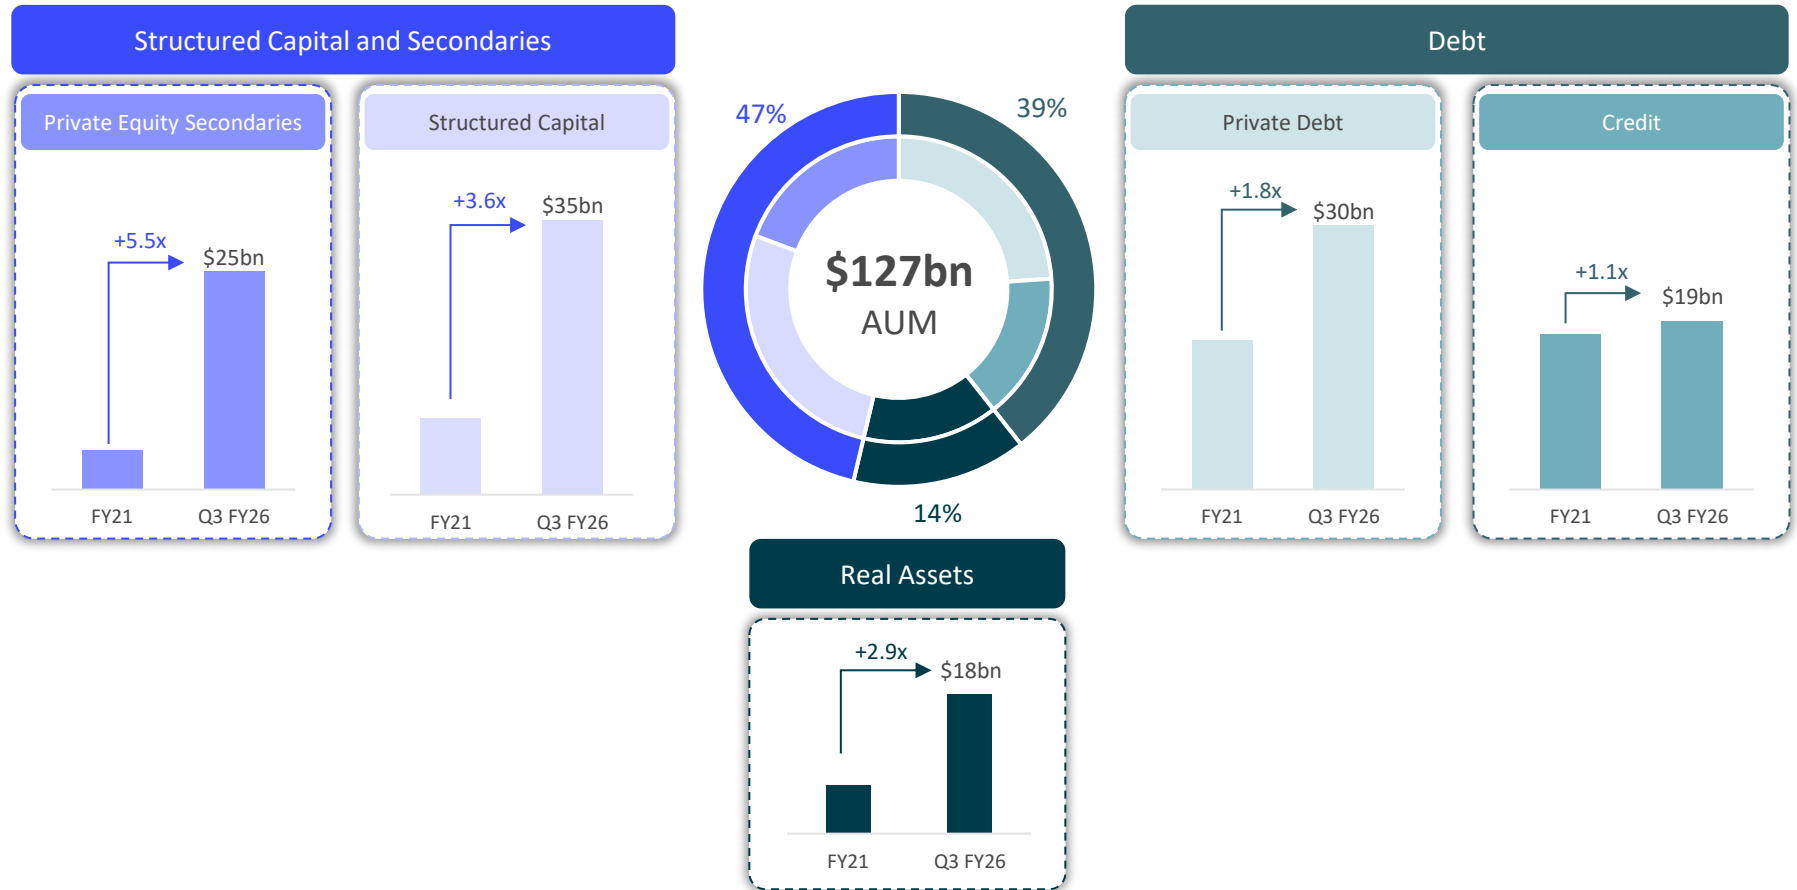 Structured Capital and Secondaries
Private Equity Secondaries
+5.5x
$25bn
FY21
Q3 FY26
Structured Capital
+3.6x
$35bn
FY21
Q3 FY26
47%
39%
$127bn
AUM
14%
Debt
Private Debt
+1.8x
$30bn
FY21
Q3 FY26
Credit
+1.1x
$19bn
FY21
Q3 FY26
Real Assets
+2.9x
$18bn
FY21
Q3 FY26